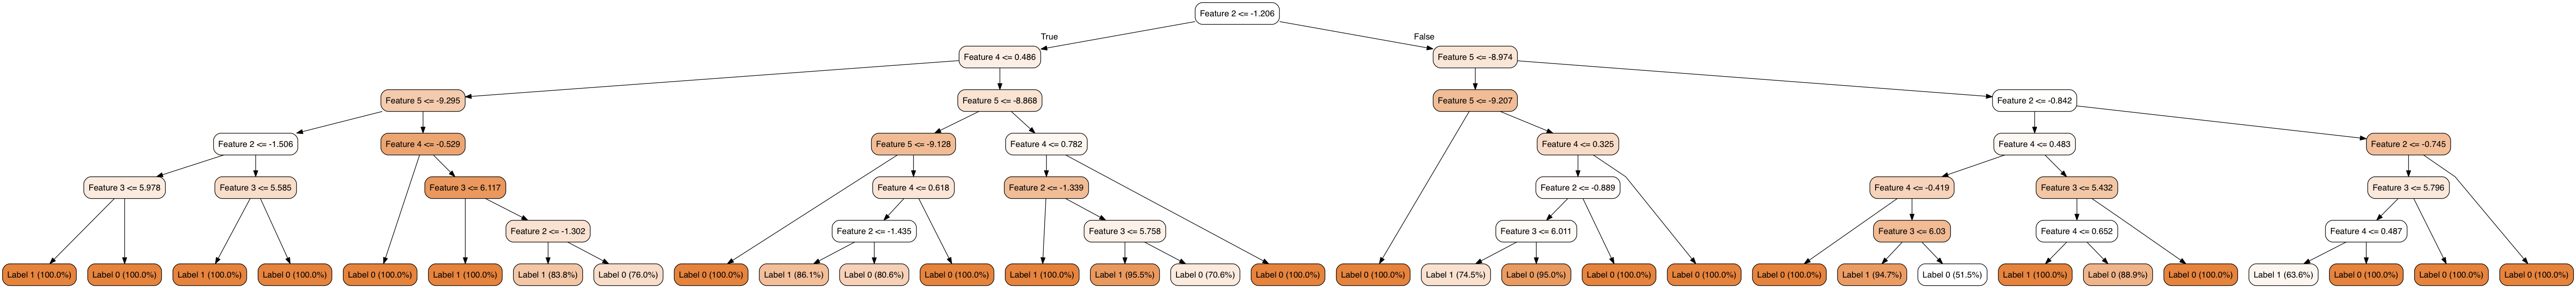 Feature 2 <= -1.206
True
False
Feature 4 <= 0.486
Feature 5 <= -8.974
Feature 5 <= -9.295
Feature 5 <= -8.868
Feature 5 <= -9.207
Feature 2 <= -0.842
Feature 2 <= -1.506
Feature 4 <= -0.529
Feature 5 <= -9.128
Feature 4 <= 0.782
Feature 4 <= 0.325
Feature 4 <= 0.483
Feature 2 <= -0.745
Feature 3 <= 5.978
Feature 3 <= 5.585
Feature 3 <= 6.117
Feature 4 <= 0.618
Feature 2 <= -1.339
Feature 2 <= -0.889
Feature 4 <= -0.419
Feature 3 <= 5.432
Feature 3 <= 5.796
Feature 2 <= -1.302
Feature 2 <= -1.435
Feature 3 <= 5.758
Feature 3 <= 6.011
Feature 3 <= 6.03
Feature 4 <= 0.652
Feature 4 <= 0.487
Label 1 (100.0%)
Label 0 (100.0%)
Label 1 (100.0%)
Label 0 (100.0%)
Label 0 (100.0%)
Label 1 (100.0%)
Label 1 (83.8%)
Label 0 (76.0%)
Label 0 (100.0%)
Label 1 (86.1%)
Label 0 (80.6%)
Label 0 (100.0%)
Label 1 (100.0%)
Label 1 (95.5%)
Label 0 (70.6%)
Label 0 (100.0%)
Label 0 (100.0%)
Label 1 (74.5%)
Label 0 (95.0%)
Label 0 (100.0%)
Label 0 (100.0%)
Label 0 (100.0%)
Label 1 (94.7%)
Label 0 (51.5%)
Label 1 (100.0%)
Label 0 (88.9%)
Label 0 (100.0%)
Label 1 (63.6%)
Label 0 (100.0%)
Label 0 (100.0%)
Label 0 (100.0%)